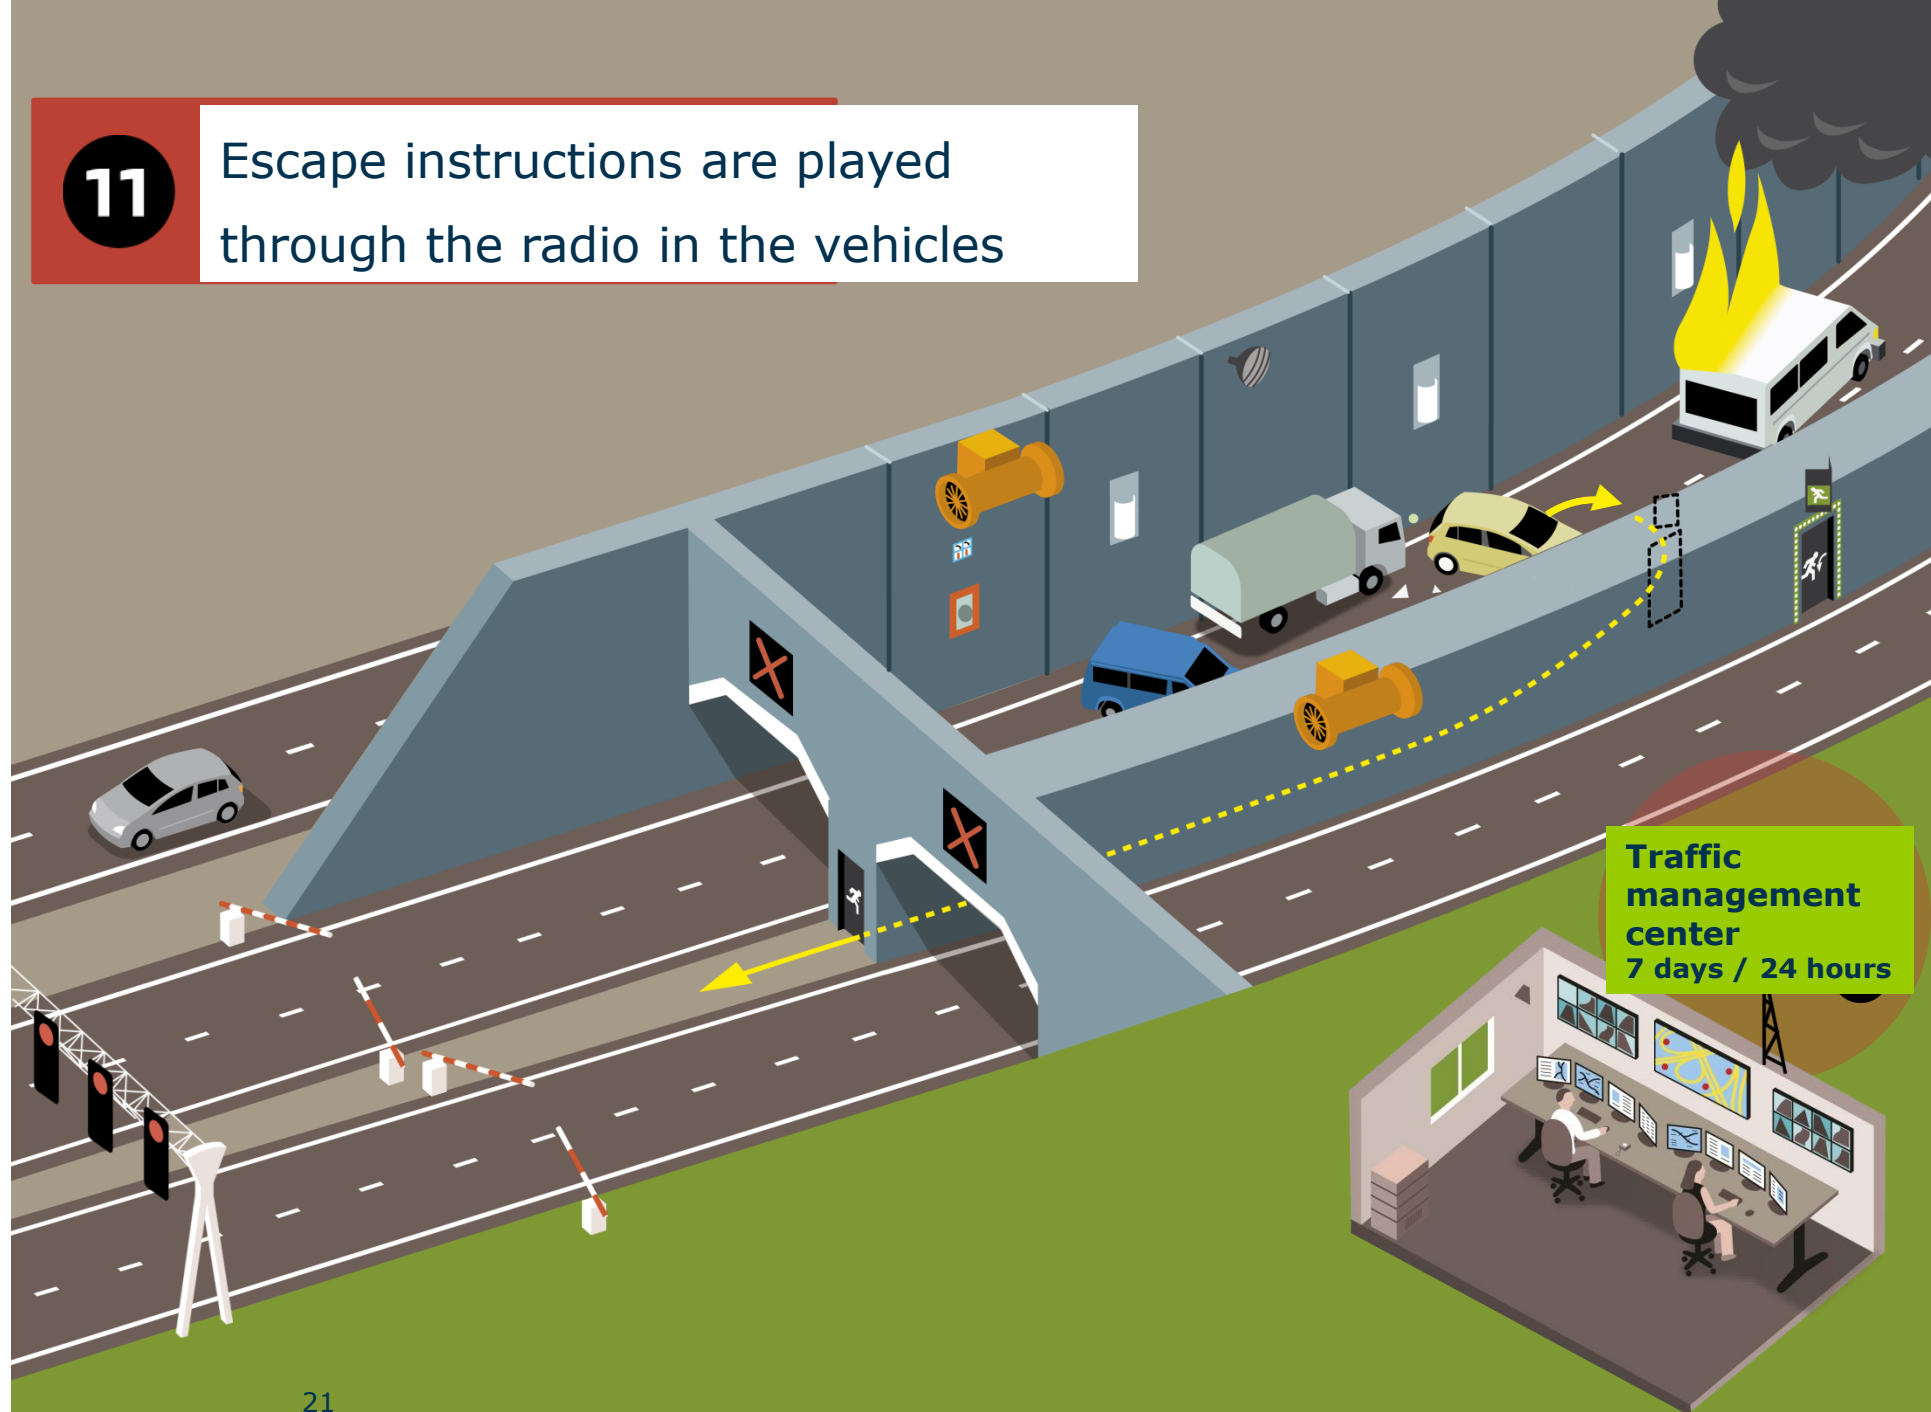 11
Escape instructions are played
through the radio in the vehicles
Traffic
management
center
7 days / 24 hours
21